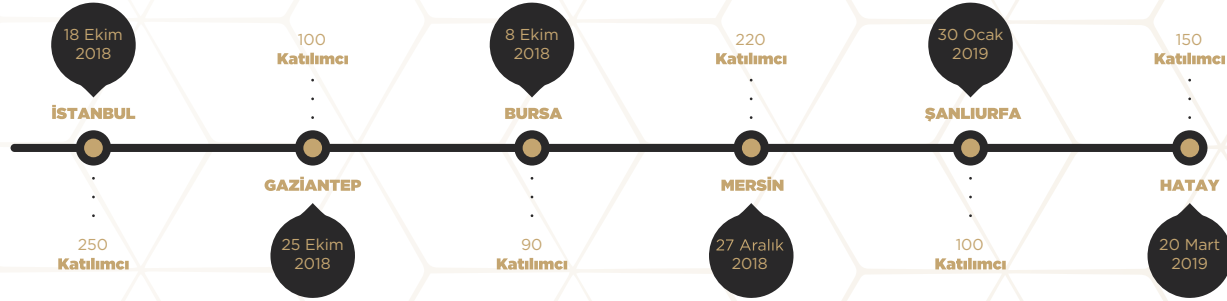 18 Ekim
2018
İSTANBUL
250
Katılımcı
100
Katılımcı
GAZİANTEP
25 Ekim
2018
8 Ekim
2018
BURSA
90
Katılımcı
220
Katılımcı
MERSİN
27 Aralık
2018
30 Ocak
2019
ŞANLIURFA
100
Katılımcı
150
Katılımcı
HATAY
20 Mart
2019